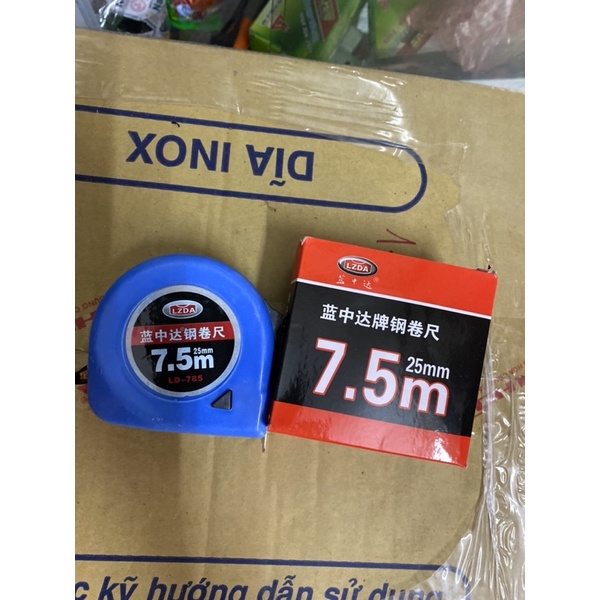 DĨA INOX
LZDA
蓝中达钢卷尺
25mm
7.5m
LD-78S
LZDA
蓝中达
蓝中达牌钢卷尺
25mm
7.5m
kỹ hướng dẫn sử dụng